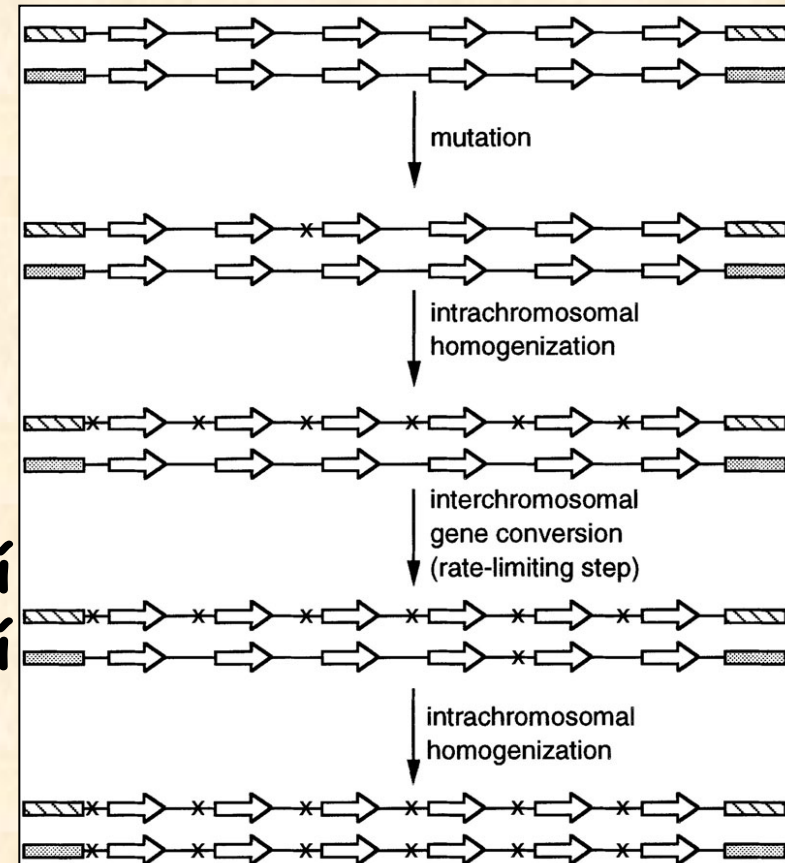 mutation
x
intrachromosomal
homogenization
x x x x x x
interchromosomal
gene conversion
(rate-limiting step)
í
x x x x x x
í
x
intrachromosomal
homogenization
x x x x x x
x x x x x x